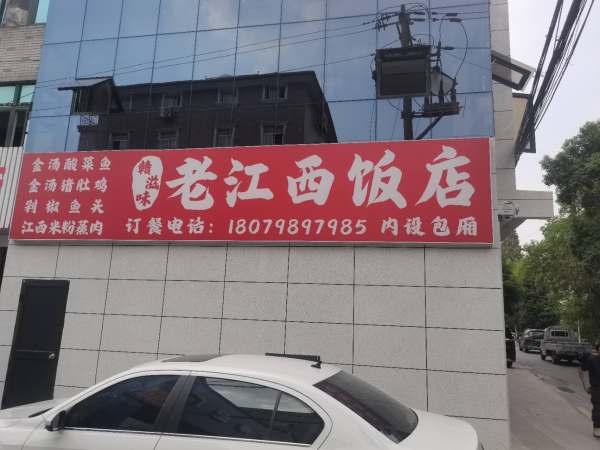 金汤酸菜鱼
金汤猪肚鸡
剁椒鱼头
江西米粉蒸肉
赣滋味
老江西饭店
订餐电话：18079897985 内设包厢